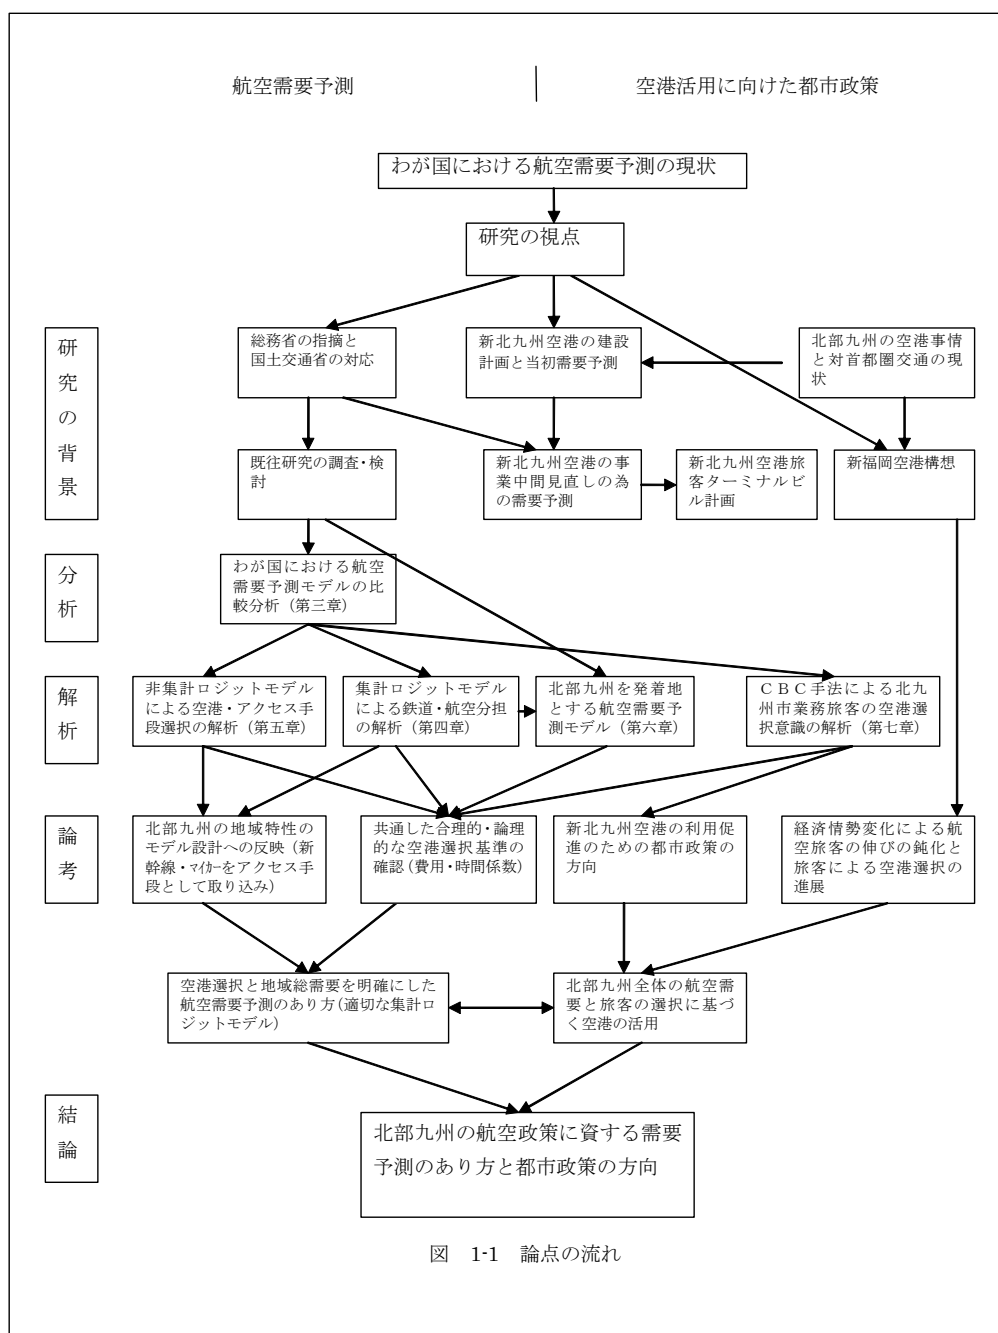 航空需要予測
空港活用に向けた都市政策
わが国における航空需要予測の現状
研究の視点
研
究
の
背
景
総務省の指摘と
国土交通省の対応
新北九州空港の建設
計画と当初需要予測
北部九州の空港事情
と対首都圏交通の現
状
既往研究の調査・検
討
新北九州空港の事
業中間見直しの為
の需要予測
新北九州空港旅
客ターミナルビ
ル計画
新福岡空港構想
分
析
わが国における航空
需要予測モデルの比
較分析（第三章）
解
析
非集計ロジットモデル
による空港・アクセス手
段選択の解析（第五章）
集計ロジットモデル
による鉄道・航空分担
の解析（第四章）
北部九州を発着地
とする航空需要予
測モデル（第六章）
ＣＢＣ手法による北九
州市業務旅客の空港選
択意識の解析（第七章）
論
考
北部九州の地域特性の
モデル設計への反映（新
幹線・マイカーをアクセス手
段として取り込み）
共通した合理的・論理
的な空港選択基準の
確認（費用・時間係数）
新北九州空港の利用促
進のための都市政策の
方向
経済情勢変化による航
空旅客の伸びの鈍化と
旅客による空港選択の
進展
空港選択と地域総需要を明確にした
航空需要予測のあり方（適切な集計ロ
ジットモデル）
北部九州全体の航空需
要と旅客の選択に基づ
く空港の活用
結
論
北部九州の航空政策に資する需要
予測のあり方と都市政策の方向
図　1-1　論点の流れ